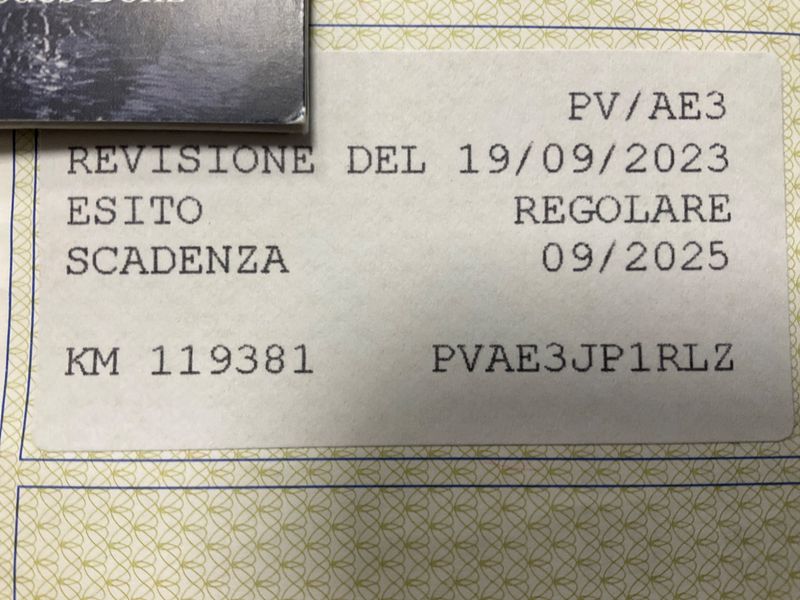 PV/AE3
REVISIONE DEL 19/09/2023
ESITO REGOLARE
SCADENZA 09/2025
KM 119381 PVAE3JP1RLZ